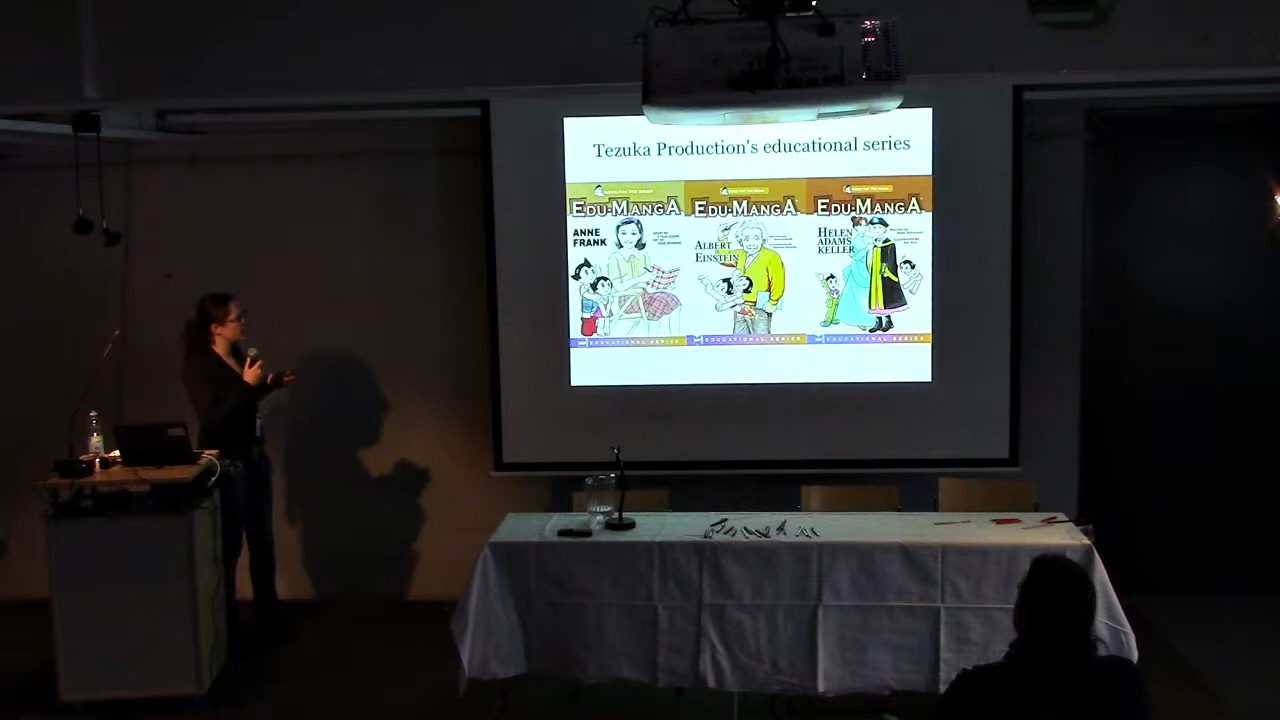 Tezuka Production's educational series
EDU-MANGA
ANNE
FRANK
EDUCATIONAL SERIES
EDU-MANGA
ALBERT
EINSTEIN
EDUCATIONAL SERIES
EDU-MANGA
HELEN
ADAMS
KELLER
EDUCATIONAL SERIES